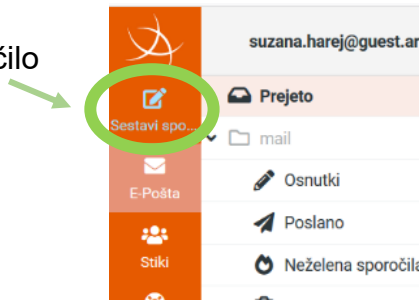 suzana.harej@guest.ar
čilo
Prejeto
Sestavi spo...
mail
E-Pošta
Osnutki
Poslano
Stiki
Neželena sporočila